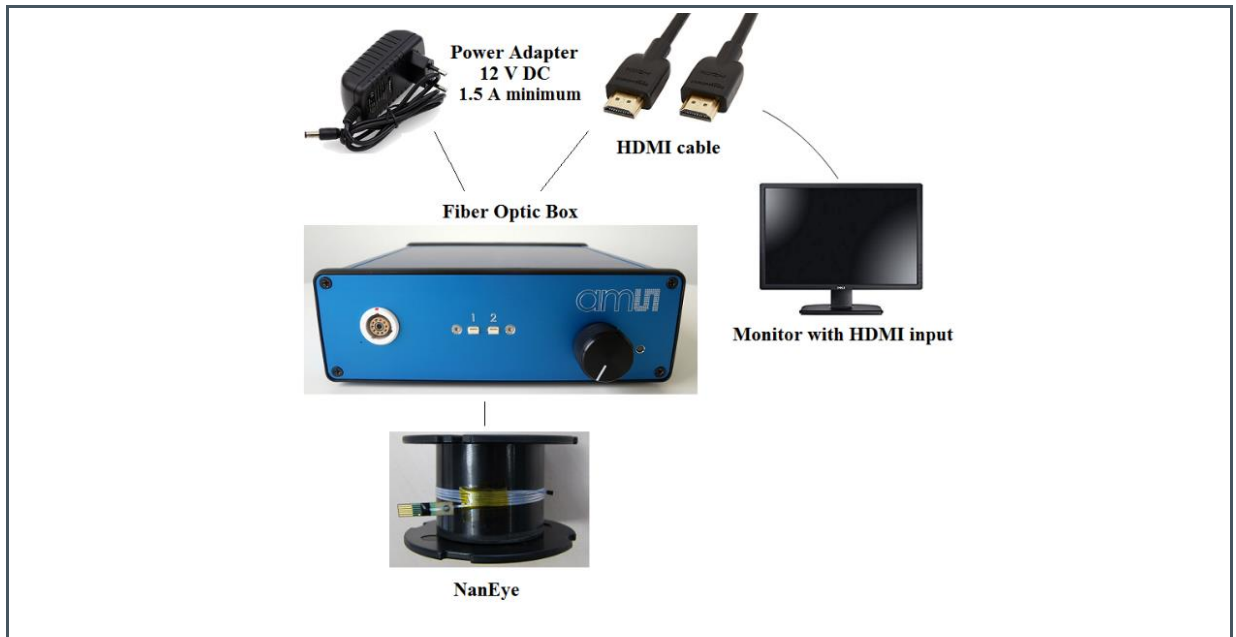 Power Adapter
12 V DC
1.5 A minimum
HDMI cable
Fiber Optic Box
amun
1 2
Monitor with HDMI input
NanEye